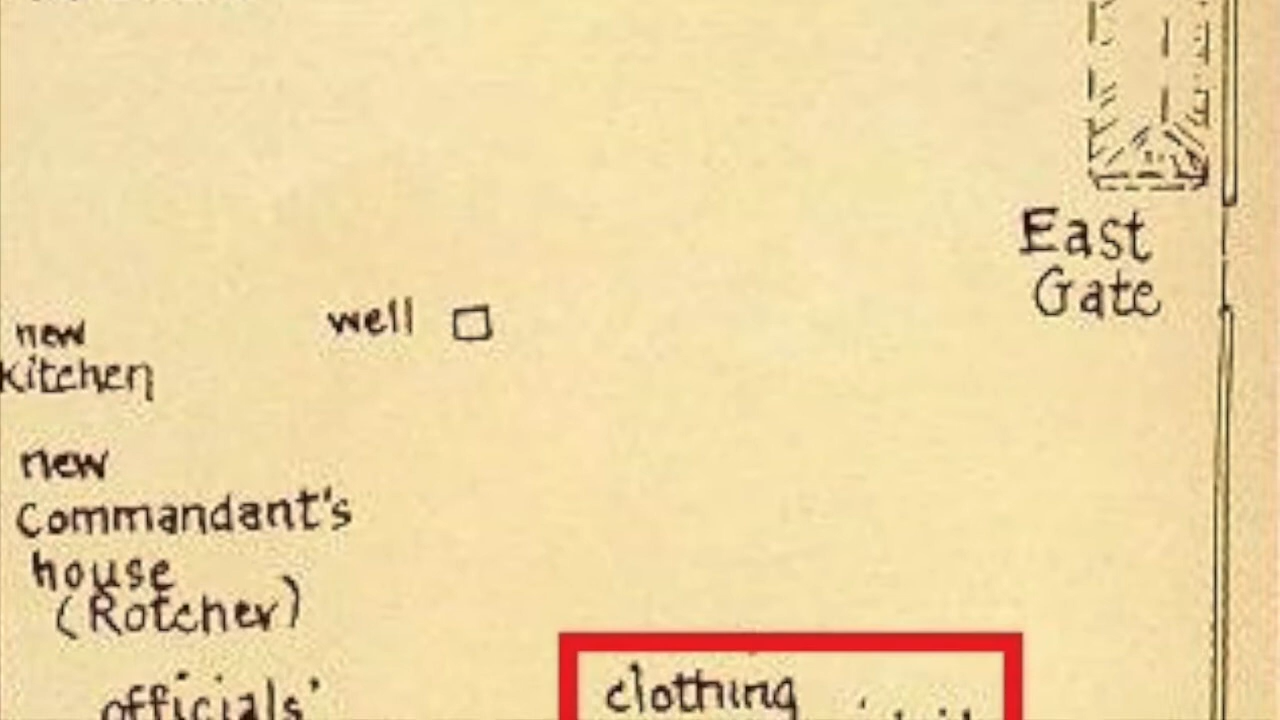 East
Gate
well
new
Kitchen
new
Commandant's
house
(Rotcher)
officials'
clothing